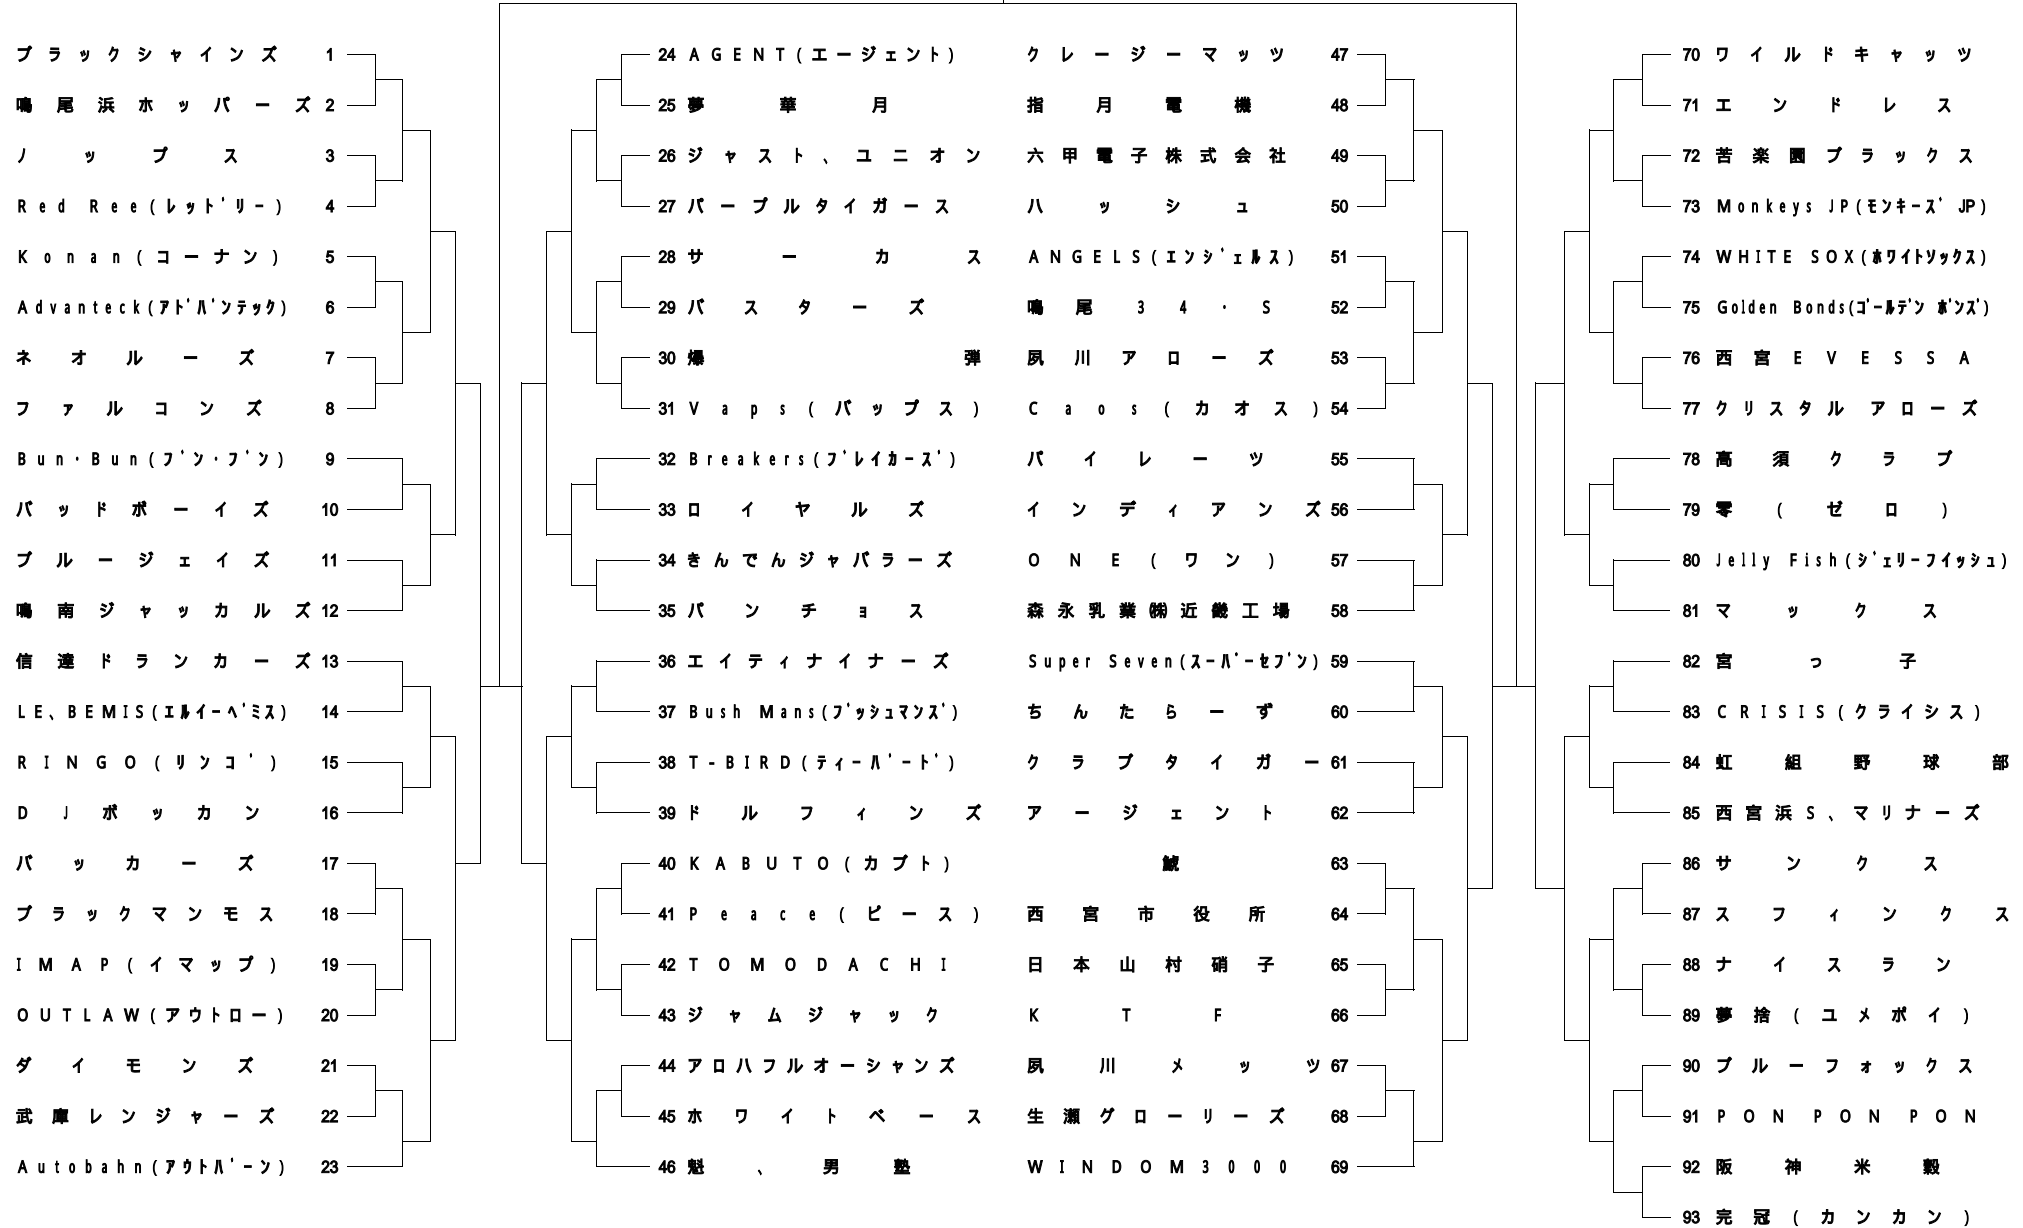 ブラックシャインズ 1
鳴尾浜ホッパーズ 2
ノップス 3
Red Ree(ﾚｯﾄﾞﾘｰ) 4
Konan(コーナン) 5
Advanteck(ｱﾄﾞﾊﾞﾝﾃｯｸ) 6
ネオルーズ 7
ファルコンズ 8
Bun・Bun(ﾌﾞﾝ・ﾌﾞﾝ) 9
バッドボーイズ 10
ブルージェイズ 11
鳴南ジャッカルズ 12
信達ドランカーズ 13
LE、BEMIS(ｴﾙｲｰﾍﾞﾐｽ) 14
RINGO(ﾘﾝｺﾞ) 15
DJポッカン 16
パッカーズ 17
ブラックマンモス 18
IMAP(イマップ) 19
OUTLAW(アウトロー) 20
ダイモンズ 21
武庫レンジャーズ 22
Autobahn(ｱｳﾄﾊﾞｰﾝ) 23
24 AGENT(エージェント)
25 夢華月
26 ジャスト、ユニオン
27 パープルタイガース
28 サーカス
29 バスターズ
30 爆弾
31 Vaps(バップス)
32 Breakers(ﾌﾞﾚｲｶｰｽﾞ)
33 ロイヤルズ
34 きんでんジャパラーズ
35 パンチョス
36 エイティナイナーズ
37 Bush Mans(ﾌﾞｯｼｭﾏﾝｽﾞ)
38 T-BIRD(ﾃｨｰﾊﾞｰﾄﾞ)
39 ドルフィンズ
40 KABUTO(カブト)
41 Peace(ピース)
42 TOMODACHI
43 ジャムジャック
44 アロハフルオーシャンズ
45 ホワイトベース
46 魁、男塾
クレージーマッツ 47
指月電機 48
六甲電子株式会社 49
ハッシュ 50
ANGELS(ｴﾝｼﾞｪﾙｽ) 51
鳴尾34・S 52
夙川アローズ 53
Caos(カオス) 54
パイレーツ 55
インディアンズ 56
ONE(ワン) 57
森永乳業㈱近畿工場 58
Super Seven(ｽｰﾊﾟｰｾﾌﾞﾝ) 59
ちんたらーず 60
クラブタイガー 61
アージェント 62
鯱 63
西宮市役所 64
日本山村硝子 65
KTF 66
夙川メッツ 67
生瀬グローリーズ 68
WINDOM3000 69
70 ワイルドキャッツ
71 エンドレス
72 苦楽園ブラックス
73 Monkeys JP(ﾓﾝｷｰｽﾞ JP)
74 WHITE SOX(ﾎﾜｲﾄｿｯｸｽ)
75 Golden Bonds(ｺﾞｰﾙﾃﾞﾝ ﾎﾞﾝｽﾞ)
76 西宮EVESSA
77 クリスタル アローズ
78 高須クラブ
79 零(ゼロ)
80 Jelly Fish(ｼﾞｪﾘｰﾌｨｯｼｭ)
81 マックス
82 宮っ子
83 CRISIS(クライシス)
84 虹組野球部
85 西宮浜S、マリナーズ
86 サンクス
87 スフィンクス
88 ナイスラン
89 夢捨(ユメポイ)
90 ブルーフォックス
91 PON PON PON
92 阪神米穀
93 完冠(カンカン)